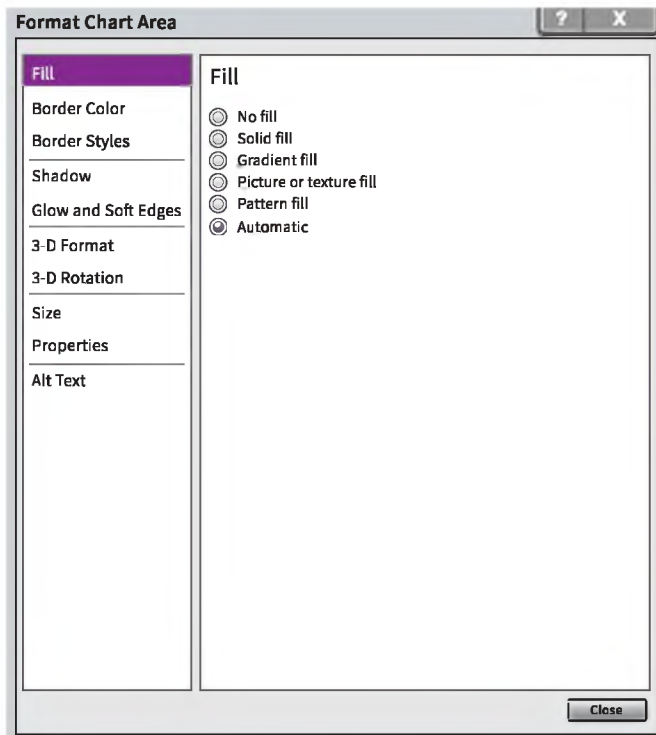 Format Chart Area
? X
Fill
Border Color
Border Styles
Shadow
Glow and Soft Edges
3-D Format
3-D Rotation
Size
Properties
Alt Text
Fill
No fill
Solid fill
Gradient fill
Picture or texture fill
Pattern fill
Automatic
Close